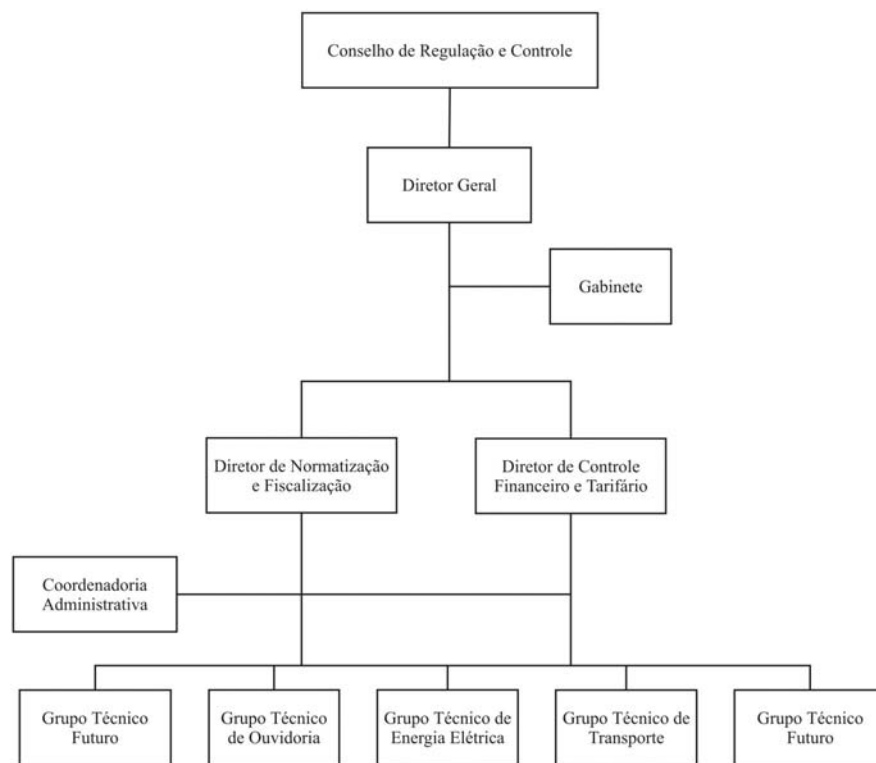 Conselho de Regulação e Controle
Diretor Geral
Gabinete
Diretor de Normatização
e Fiscalização
Diretor de Controle
Financeiro e Tarifário
Coordenadoria
Administrativa
Grupo Técnico
Futuro
Grupo Técnico
de Ouvidoria
Grupo Técnico de
Energia Elétrica
Grupo Técnico de
Transporte
Grupo Técnico
Futuro